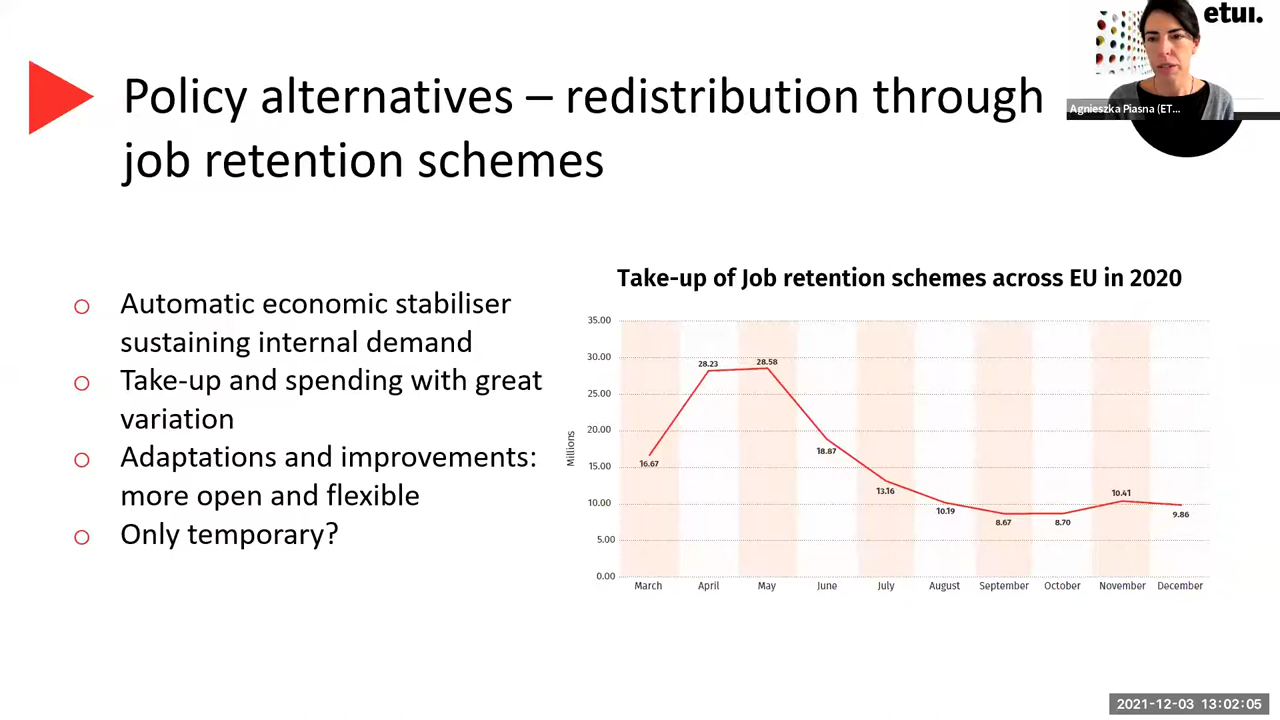 etui.
Agnieszka Piasna (ET...
Policy alternatives – redistribution through
job retention schemes
o Automatic economic stabiliser
sustaining internal demand
o Take-up and spending with great
variation
o Adaptations and improvements:
more open and flexible
o Only temporary?
Take-up of Job retention schemes across EU in 2020
Millions
35.00
30.00
25.00
20.00
15.00
10.00
5.00
0.00
16.67
28.23
28.58
18.87
13.16
10.19
8.67
8.70
10.41
9.86
March April May June July August September October November December
2021-12-03 13:02:05